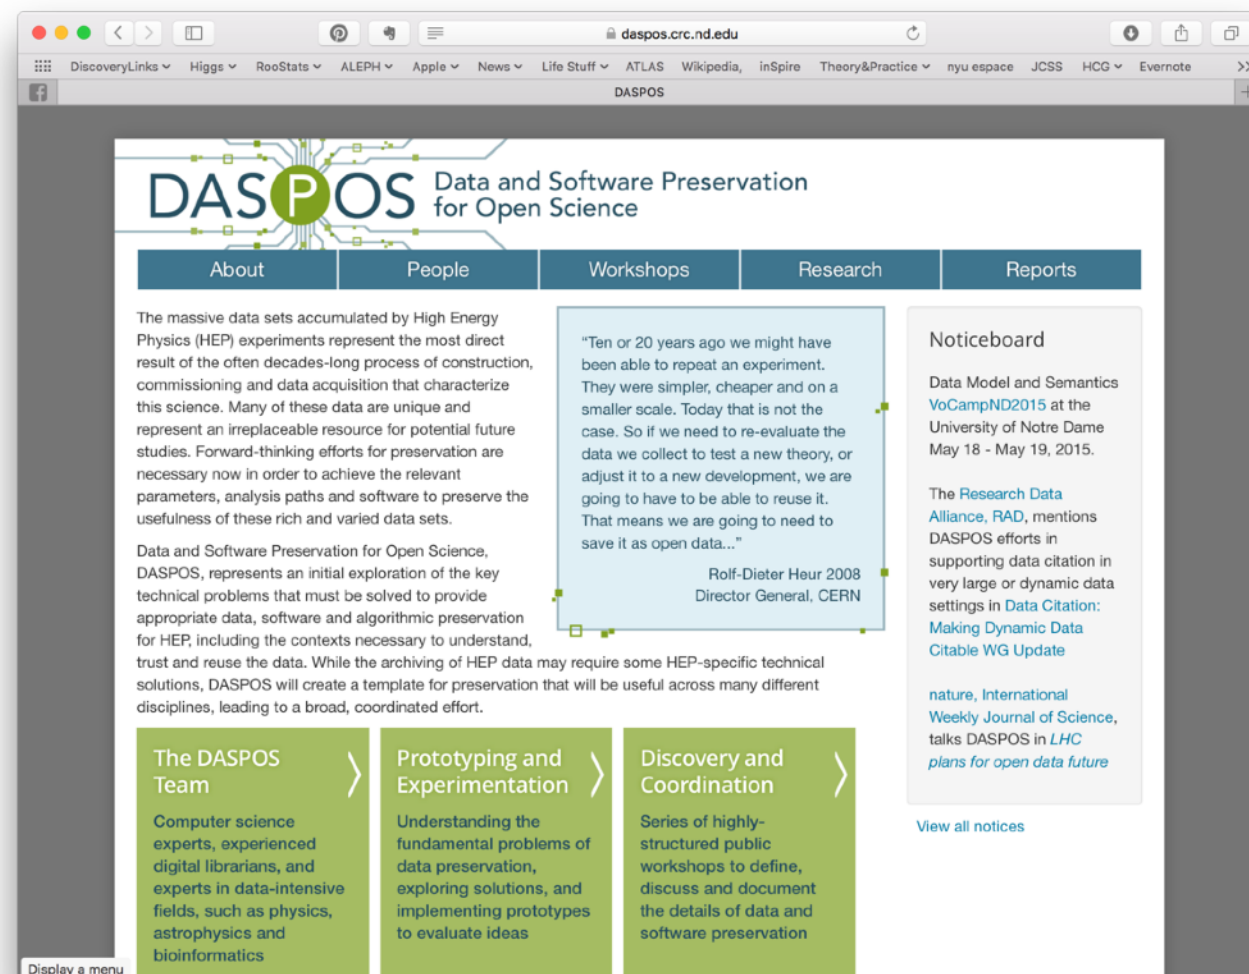 daspos.crc.nd.edu
DiscoveryLinks Higgs RooStats ALEPH Apple News Life Stuff ATLAS Wikipedia, inSpire Theory&Practice nyu espace JCSS HCG Evernote
DASPOS
DASPOS
Data and Software Preservation
for Open Science
About People Workshops Research Reports
The massive data sets accumulated by High Energy
Physics (HEP) experiments represent the most direct
result of the often decades-long process of construction,
commissioning and data acquisition that characterize
this science. Many of these data are unique and
represent an irreplaceable resource for potential future
studies. Forward-thinking efforts for preservation are
necessary now in order to achieve the relevant
parameters, analysis paths and software to preserve the
usefulness of these rich and varied data sets.
Data and Software Preservation for Open Science,
DASPOS, represents an initial exploration of the key
technical problems that must be solved to provide
appropriate data, software and algorithmic preservation
for HEP, including the contexts necessary to understand,
trust and reuse the data. While the archiving of HEP data may require some HEP-specific technical
solutions, DASPOS will create a template for preservation that will be useful across many different
disciplines, leading to a broad, coordinated effort.
“Ten or 20 years ago we might have
been able to repeat an experiment.
They were simpler, cheaper and on a
smaller scale. Today that is not the
case. So if we need to re-evaluate the
data we collect to test a new theory, or
adjust it to a new development, we are
going to have to be able to reuse it.
That means we are going to need to
save it as open data...”
Rolf-Dieter Heur 2008
Director General, CERN
Noticeboard
Data Model and Semantics
VoCampND2015 at the
University of Notre Dame
May 18 - May 19, 2015.
The Research Data
Alliance, RAD, mentions
DASPOS efforts in
supporting data citation in
very large or dynamic data
settings in Data Citation:
Making Dynamic Data
Citable WG Update
nature, International
Weekly Journal of Science,
talks DASPOS in LHC
plans for open data future
View all notices
The DASPOS
Team
Computer science
experts, experienced
digital librarians, and
experts in data-intensive
fields, such as physics,
astrophysics and
bioinformatics
Prototyping and
Experimentation
Understanding the
fundamental problems of
data preservation,
exploring solutions, and
implementing prototypes
to evaluate ideas
Discovery and
Coordination
Series of highly-
structured public
workshops to define,
discuss and document
the details of data and
software preservation
Display a menu